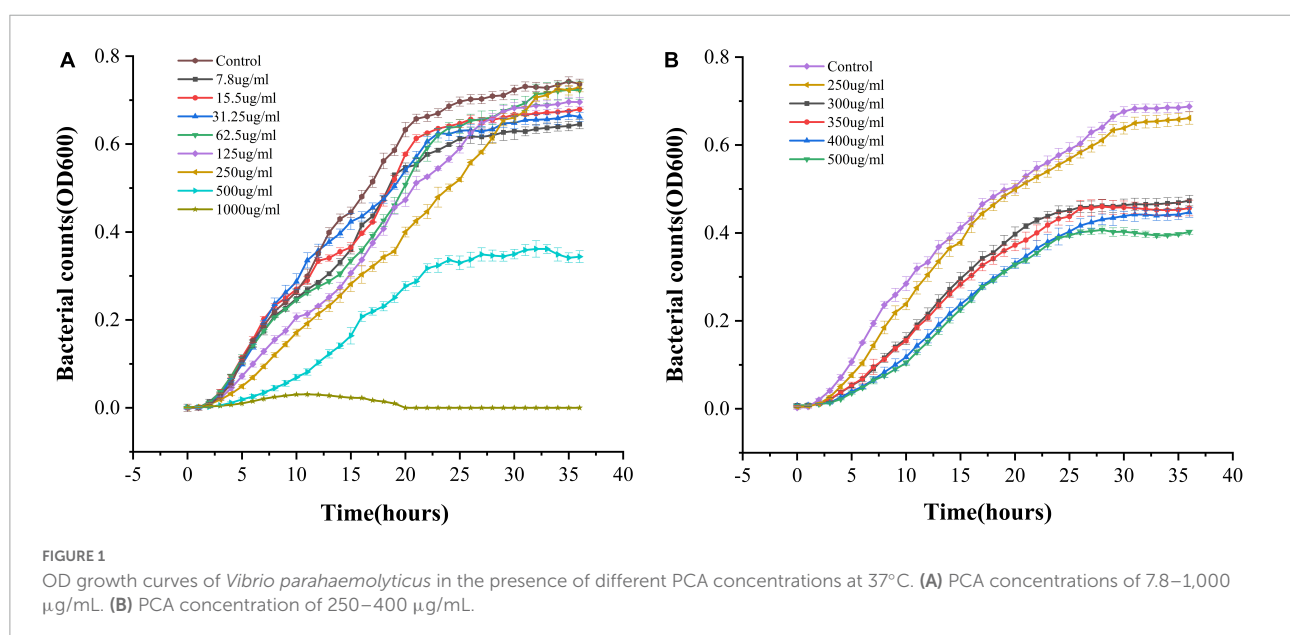 A
Control
7.8ug/ml
15.5ug/ml
31.25ug/ml
62.5ug/ml
125ug/ml
250ug/ml
500ug/ml
1000ug/ml
0.8
0.6
0.4
0.2
0.0
Bacterial counts(OD600)
-5 0 5 10 15 20 25 30 35 40
Time(hours)
B
Control
250ug/ml
300ug/ml
350ug/ml
400ug/ml
500ug/ml
0.8
0.6
0.4
0.2
0.0
Bacterial counts(OD600)
-5 0 5 10 15 20 25 30 35 40
Time(hours)
FIGURE 1
OD growth curves of Vibrio parahaemolyticus in the presence of different PCA concentrations at 37°C. (A) PCA concentrations of 7.8–1,000
μg/mL. (B) PCA concentration of 250–400 μg/mL.